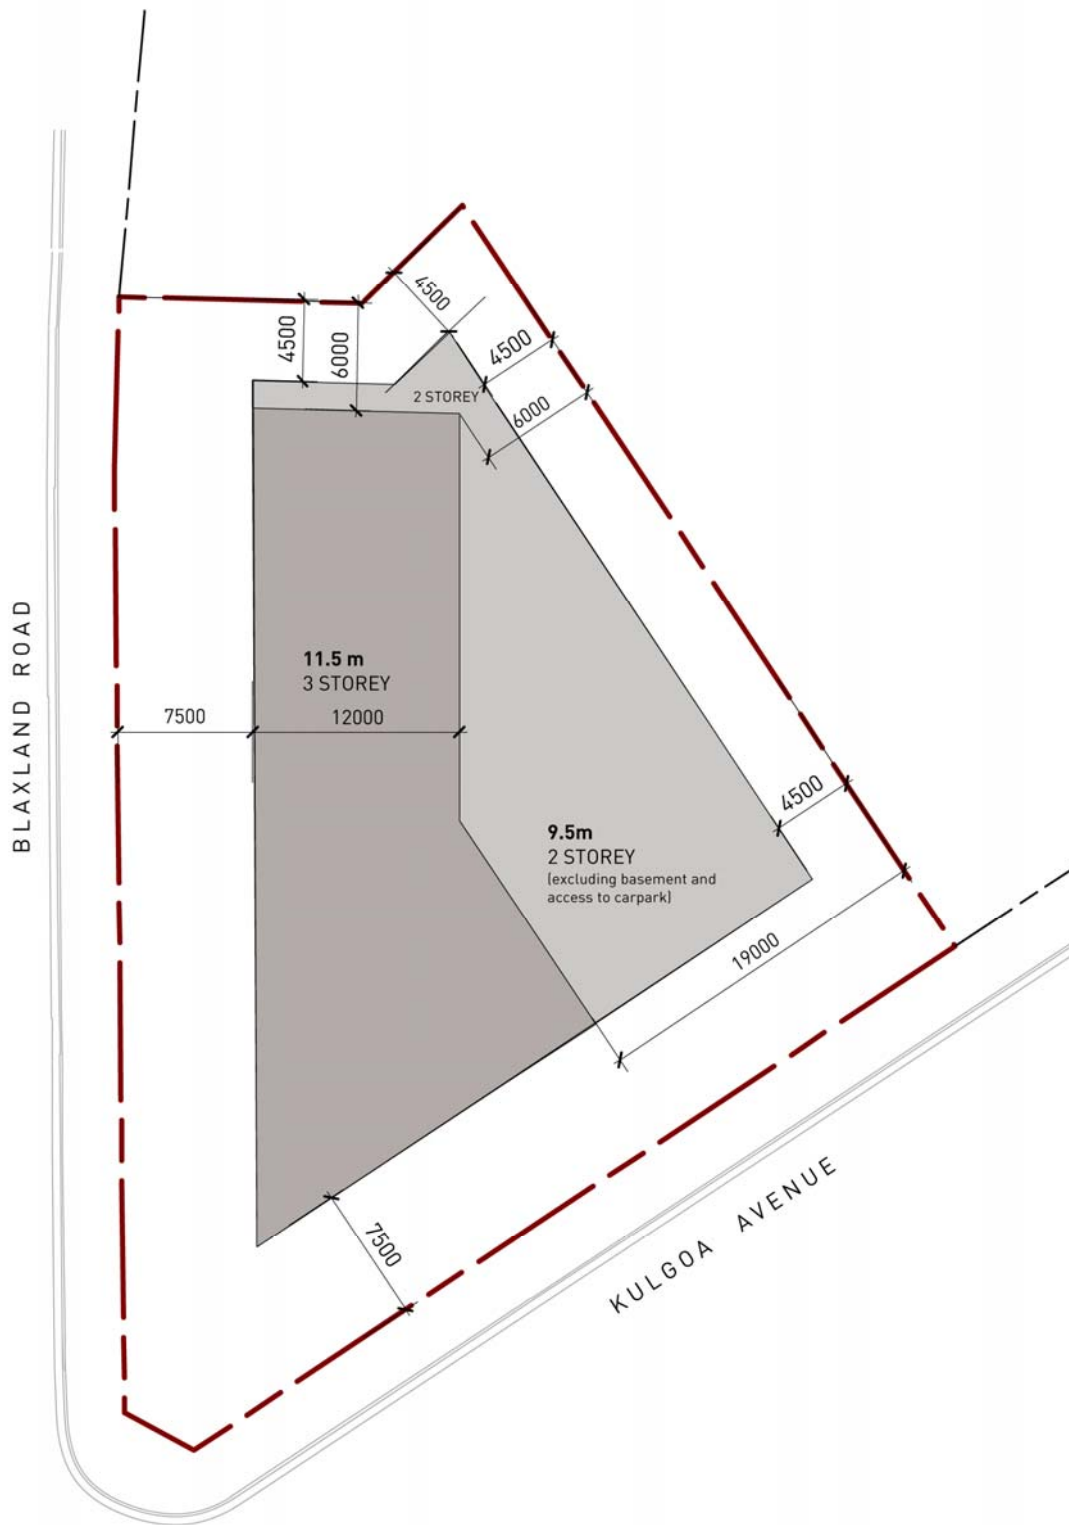 4500
4500
6000
4500
2 STOREY
6000
BLAXLAND ROAD
11.5 m
3 STOREY
7500
12000
4500
9.5m
2 STOREY
(excluding basement and
access to carpark)
19000
7500
KULGOA AVENUE